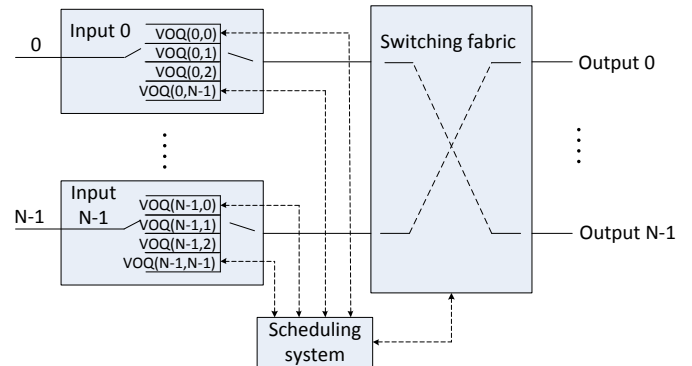 Input 0
0
VOQ(0,0)
VOQ(0,1)
VOQ(0,2)
VOQ(0,N-1)
Switching fabric
Output 0
Input
N-1
N-1
VOQ(N-1,0)
VOQ(N-1,1)
VOQ(N-1,2)
VOQ(N-1,N-1)
Output N-1
Scheduling
system